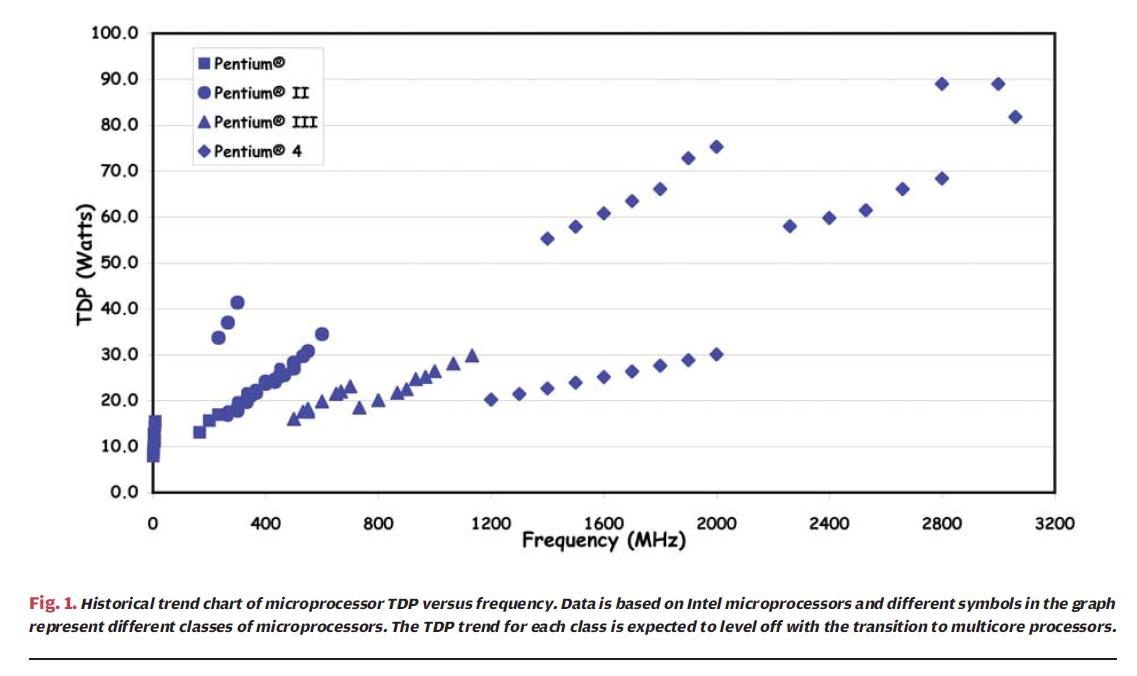 100.0
90.0
80.0
70.0
60.0
50.0
40.0
30.0
20.0
10.0
0.0
TDP (Watts)
Pentium®
Pentium® II
Pentium® III
Pentium® 4
0 400 800 1200 1600 2000 2400 2800 3200
Frequency (MHz)
Fig. 1. Historical trend chart of microprocessor TDP versus frequency. Data is based on Intel microprocessors and different symbols in the graph
represent different classes of microprocessors. The TDP trend for each class is expected to level off with the transition to multicore processors.